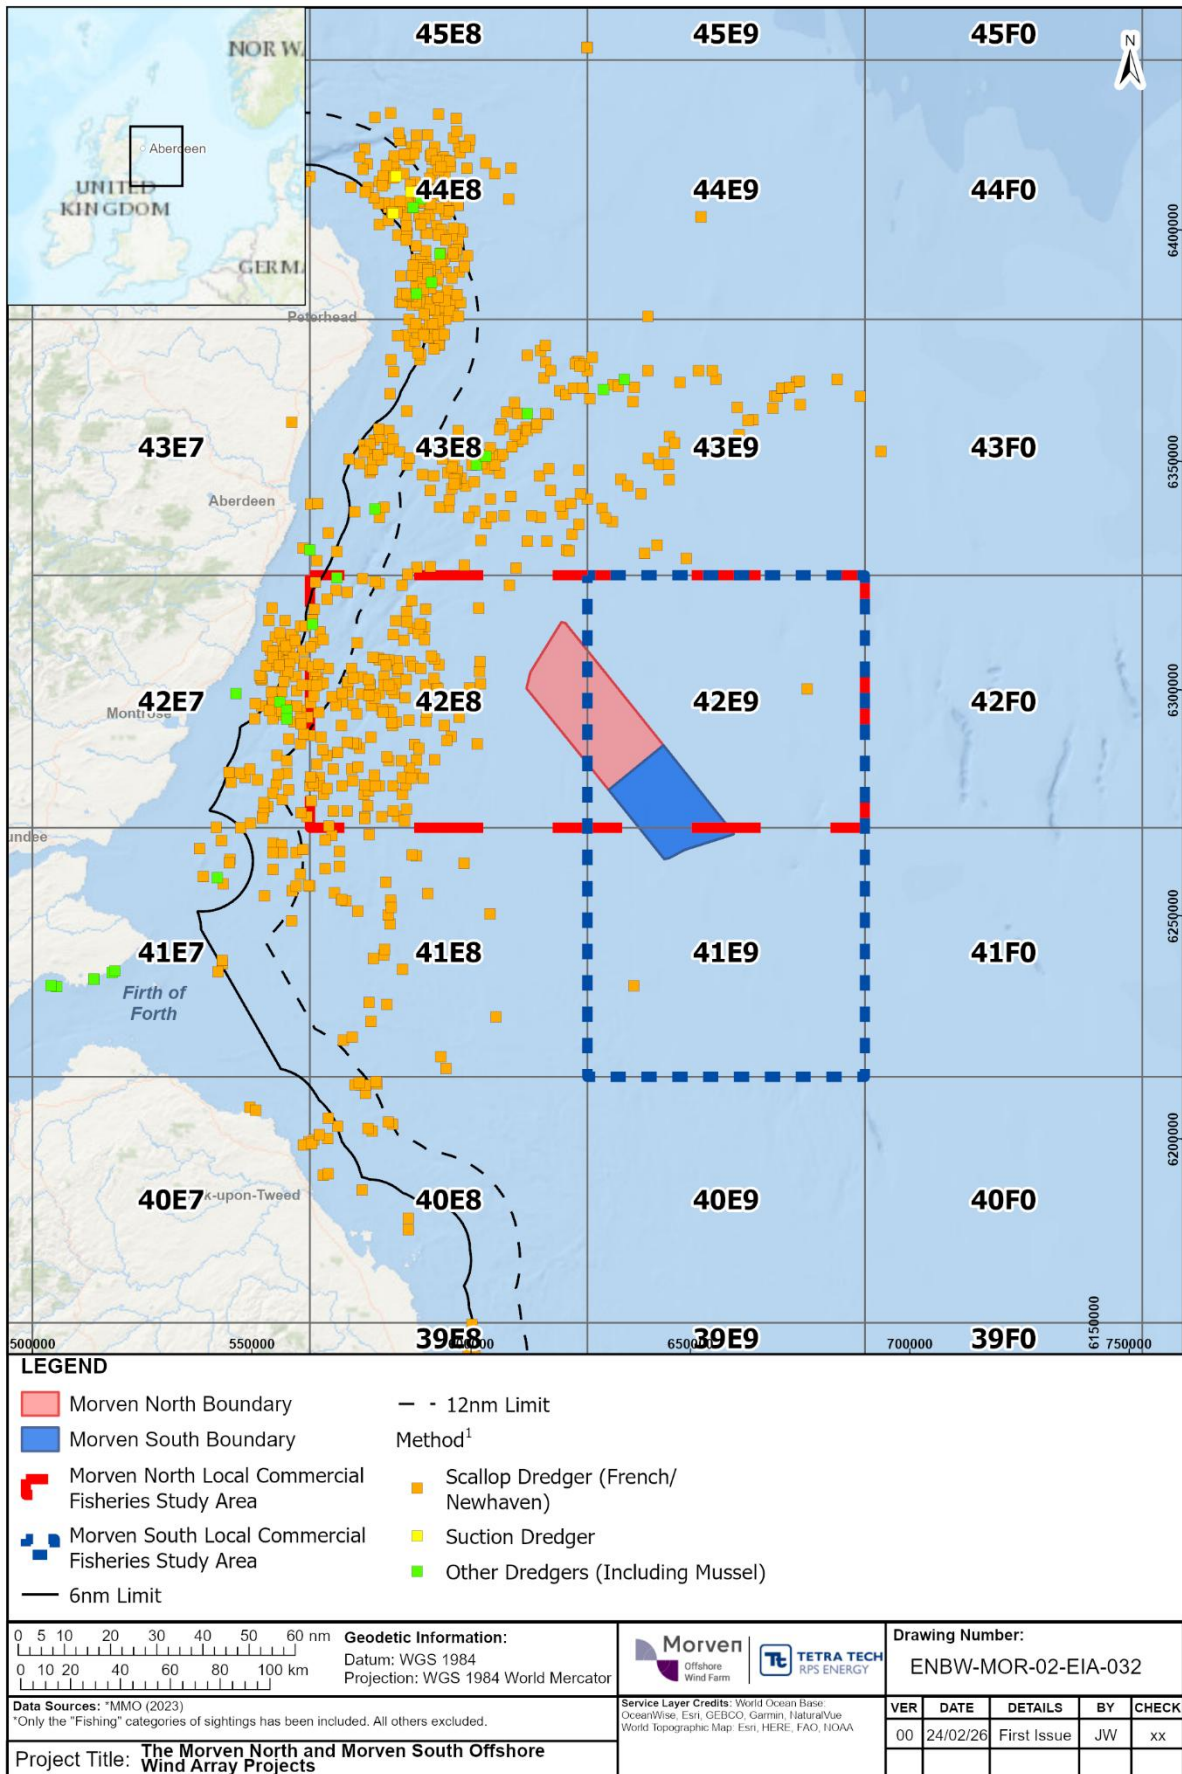 45E8
45E9
45F0
NOR W
N
Aberdeen
UNITED
KINGDOM
GERM
44E8
44E9
44F0
6400000
Peterhead
43E7
43E8
43E9
43F0
6350000
Aberdeen
42E7
42E8
42E9
42F0
6300000
Montrose
undee
6250000
41E7
41E8
41E9
41F0
Firth of
Forth
6200000
40E7
k-upon-Tweed
40E8
40E9
40F0
6150000
500000
550000
39E8
650000
39E9
700000
39F0
750000
LEGEND
Morven North Boundary
Morven South Boundary
Morven North Local Commercial
Fisheries Study Area
Morven South Local Commercial
Fisheries Study Area
6nm Limit
12nm Limit
Method¹
Scallop Dredger (French/
Newhaven)
Suction Dredger
Other Dredgers (Including Mussel)
0 5 10 20 30 40 50 60 nm
0 10 20 40 60 80 100 km
Geodetic Information:
Datum: WGS 1984
Projection: WGS 1984 World Mercator
Morven
Offshore
Wind Farm
Tt
TETRA TECH
RPS ENERGY
Drawing Number:
ENBW-MOR-02-EIA-032
Data Sources: *MMO (2023)
*Only the "Fishing" categories of sightings has been included. All others excluded.
Service Layer Credits: World Ocean Base:
OceanWise, Esri, GEBCO, Garmin, NaturalVue
World Topographic Map: Esri, HERE, FAO, NOAA
VER DATE DETAILS BY CHECK
00 24/02/26 First Issue JW xx
Project Title: The Morven North and Morven South Offshore
Wind Array Projects